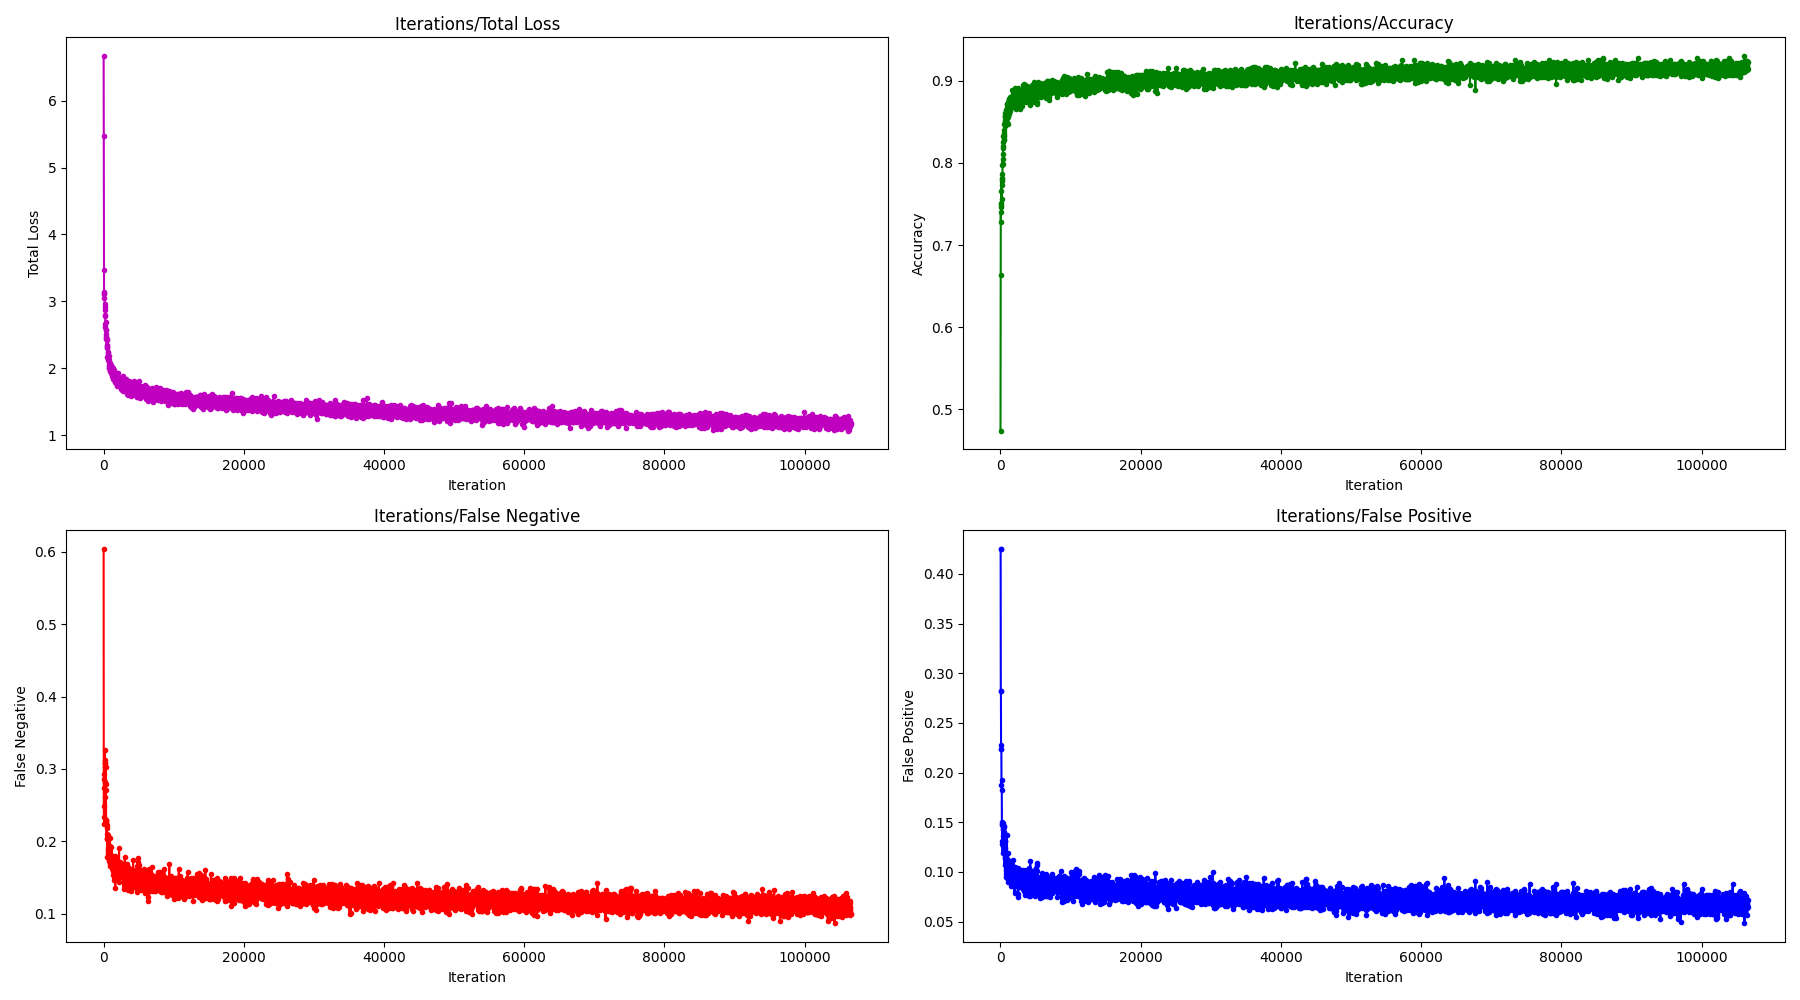 Iterations/Total Loss
Total Loss
6
5
4
3
2
1
0 20000 40000 60000 80000 100000
Iteration
Iterations/Accuracy
Accuracy
0.9
0.8
0.7
0.6
0.5
0 20000 40000 60000 80000 100000
Iteration
Iterations/False Negative
False Negative
0.6
0.5
0.4
0.3
0.2
0.1
0 20000 40000 60000 80000 100000
Iteration
Iterations/False Positive
False Positive
0.40
0.35
0.30
0.25
0.20
0.15
0.10
0.05
0 20000 40000 60000 80000 100000
Iteration